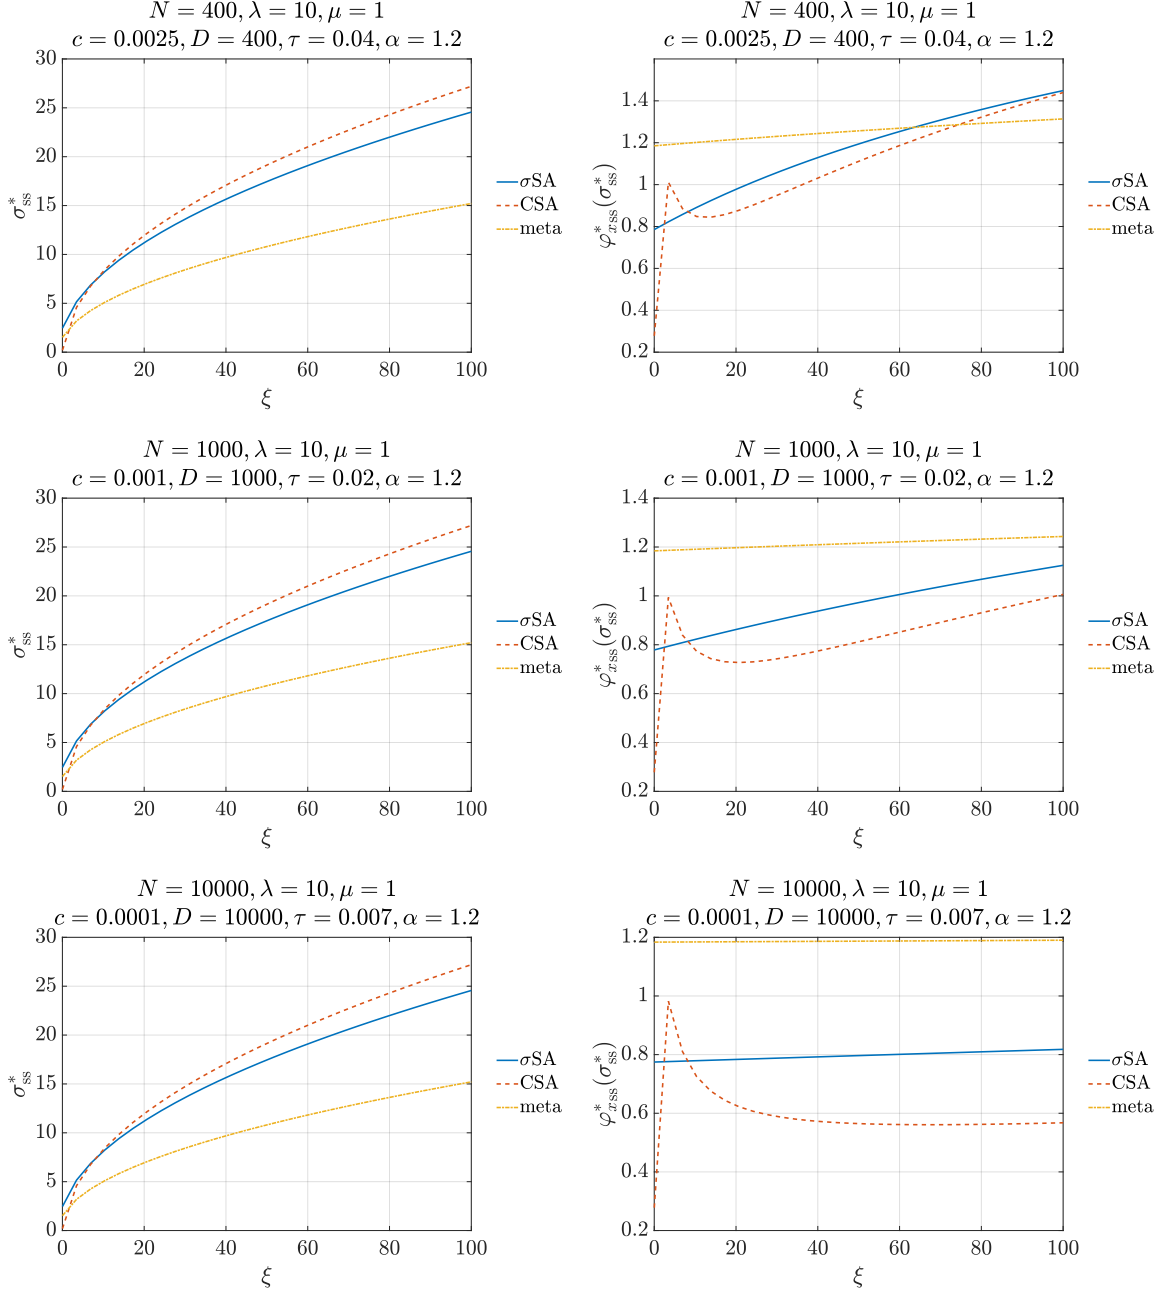 N = 400, λ = 10, μ = 1
c = 0.0025, D = 400, τ = 0.04, α = 1.2
30
25
20
15
10
5
0
σ*ss
0 20 40 60 80 100
ξ
σSA
CSA
meta
N = 400, λ = 10, μ = 1
c = 0.0025, D = 400, τ = 0.04, α = 1.2
1.4
1.2
1
0.8
0.6
0.4
0.2
φ*xss(σ*ss)
0 20 40 60 80 100
ξ
σSA
CSA
meta
N = 1000, λ = 10, μ = 1
c = 0.001, D = 1000, τ = 0.02, α = 1.2
30
25
20
15
10
5
0
σ*ss
0 20 40 60 80 100
ξ
σSA
CSA
meta
N = 1000, λ = 10, μ = 1
c = 0.001, D = 1000, τ = 0.02, α = 1.2
1.4
1.2
1
0.8
0.6
0.4
0.2
φ*xss(σ*ss)
0 20 40 60 80 100
ξ
σSA
CSA
meta
N = 10000, λ = 10, μ = 1
c = 0.0001, D = 10000, τ = 0.007, α = 1.2
30
25
20
15
10
5
0
σ*ss
0 20 40 60 80 100
ξ
σSA
CSA
meta
N = 10000, λ = 10, μ = 1
c = 0.0001, D = 10000, τ = 0.007, α = 1.2
1.2
1
0.8
0.6
0.4
0.2
φ*xss(σ*ss)
0 20 40 60 80 100
ξ
σSA
CSA
meta